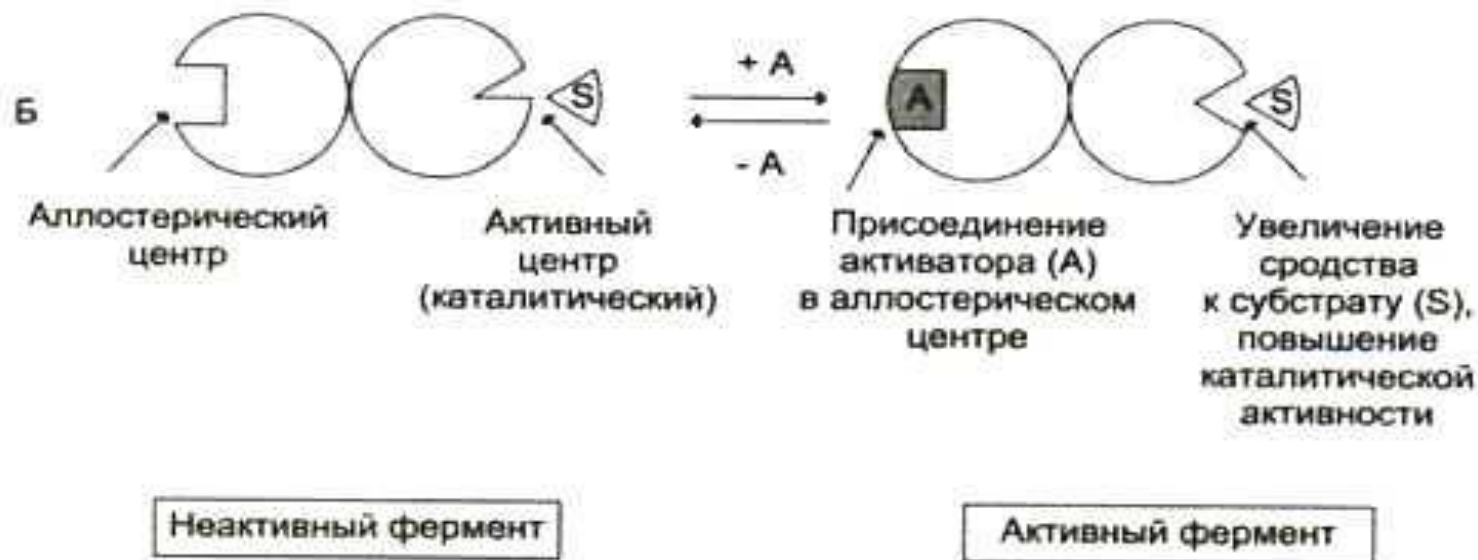 Б
S
+ A
- A
A
S
Аллостерический
центр
Активный
центр
(каталитический)
Присоединение
активатора (А)
в аллостерическом
центре
Увеличение
сродства
к субстрату (S),
повышение
каталитической
активности
Неактивный фермент
Активный фермент